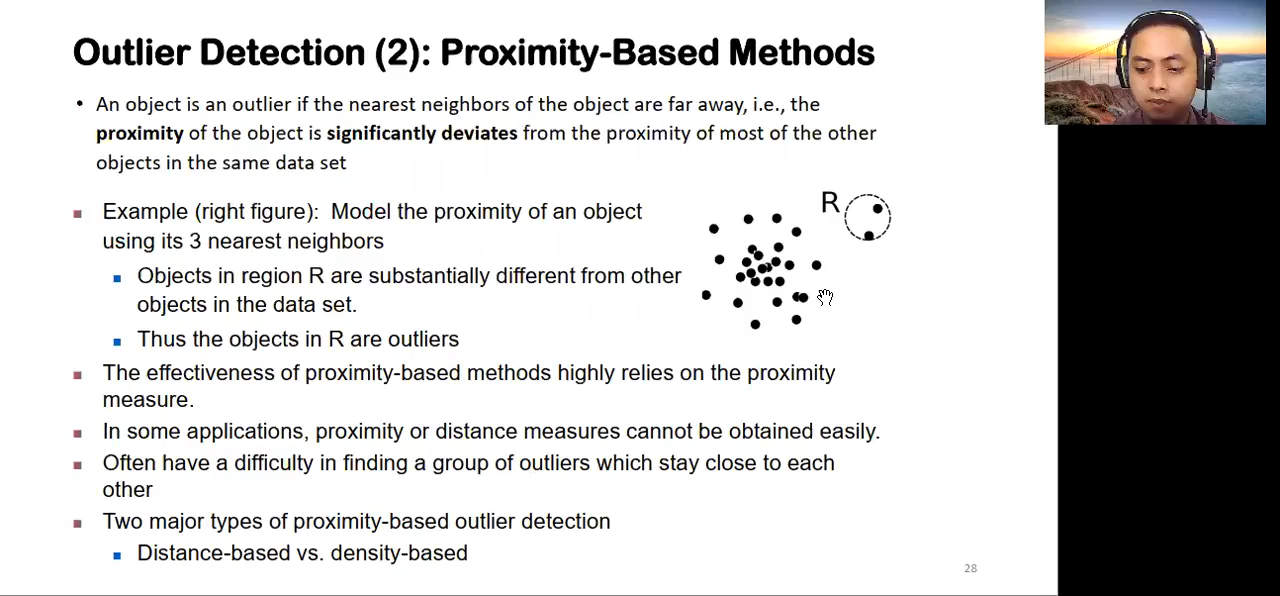 Outlier Detection (2): Proximity-Based Methods
• An object is an outlier if the nearest neighbors of the object are far away, i.e., the
proximity of the object is significantly deviates from the proximity of most of the other
objects in the same data set
Example (right figure):  Model the proximity of an object
using its 3 nearest neighbors
Objects in region R are substantially different from other
objects in the data set.
Thus the objects in R are outliers
R
The effectiveness of proximity-based methods highly relies on the proximity
measure.
In some applications, proximity or distance measures cannot be obtained easily.
Often have a difficulty in finding a group of outliers which stay close to each
other
Two major types of proximity-based outlier detection
Distance-based vs. density-based
28